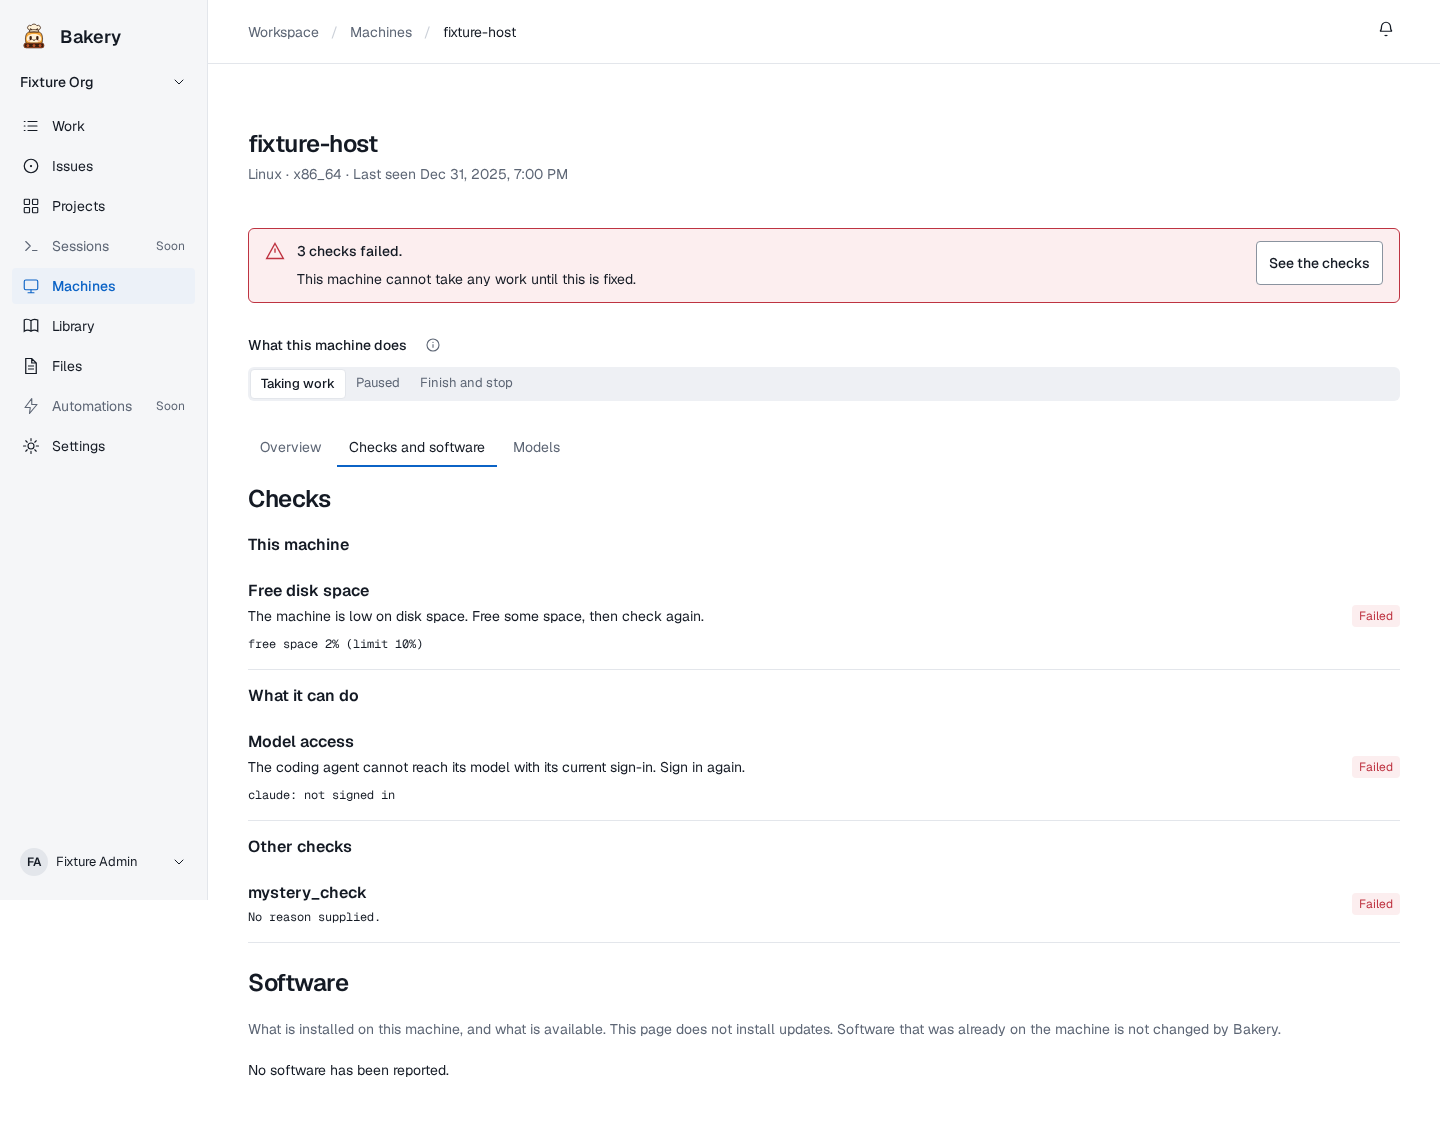 Bakery
Fixture Org
Work
Issues
Projects
Sessions Soon
Machines
Library
Files
Automations Soon
Settings
FA Fixture Admin
Workspace / Machines / fixture-host
fixture-host
Linux · x86_64 · Last seen Dec 31, 2025, 7:00 PM
3 checks failed.
This machine cannot take any work until this is fixed.
See the checks
What this machine does
Taking work Paused Finish and stop
Overview Checks and software Models
Checks
This machine
Free disk space
The machine is low on disk space. Free some space, then check again.
free space 2% (limit 10%)
Failed
What it can do
Model access
The coding agent cannot reach its model with its current sign-in. Sign in again.
claude: not signed in
Failed
Other checks
mystery_check
No reason supplied.
Failed
Software
What is installed on this machine, and what is available. This page does not install updates. Software that was already on the machine is not changed by Bakery.
No software has been reported.